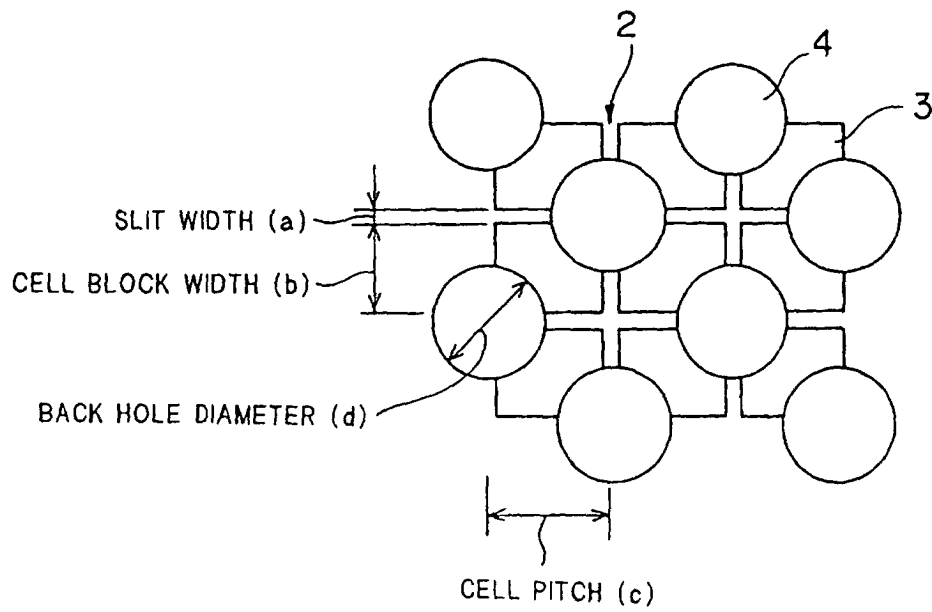 2
4
3
SLIT WIDTH (a)
CELL BLOCK WIDTH (b)
BACK HOLE DIAMETER (d)
CELL PITCH (c)